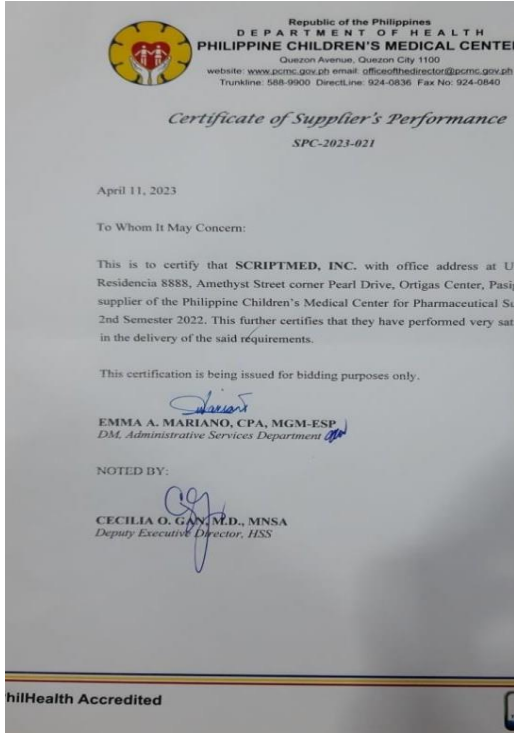 Republic of the Philippines
DEPARTMENT OF HEALTH
PHILIPPINE CHILDREN'S MEDICAL CENTE
Quezon Avenue, Quezon City 1100
website: www.pcmc.gov.ph email: officeofthedirector@pcmc.gov.ph
Trunkline: 588-9900 DirectLine: 924-0836 Fax No: 924-0840
Certificate of Supplier's Performance
SPC-2023-021
April 11, 2023
To Whom It May Concern:
This is to certify that SCRIPTMED, INC. with office address at U
Residencia 8888, Amethyst Street corner Pearl Drive, Ortigas Center, Pasi
supplier of the Philippine Children's Medical Center for Pharmaceutical Su
2nd Semester 2022. This further certifies that they have performed very sat
in the delivery of the said requirements.
This certification is being issued for bidding purposes only.
EMMA A. MARIANO, CPA, MGM-ESP
DM, Administrative Services Department
NOTED BY:
CECILIA O. GAN, M.D., MNSA
Deputy Executive Director, HSS
hilHealth Accredited